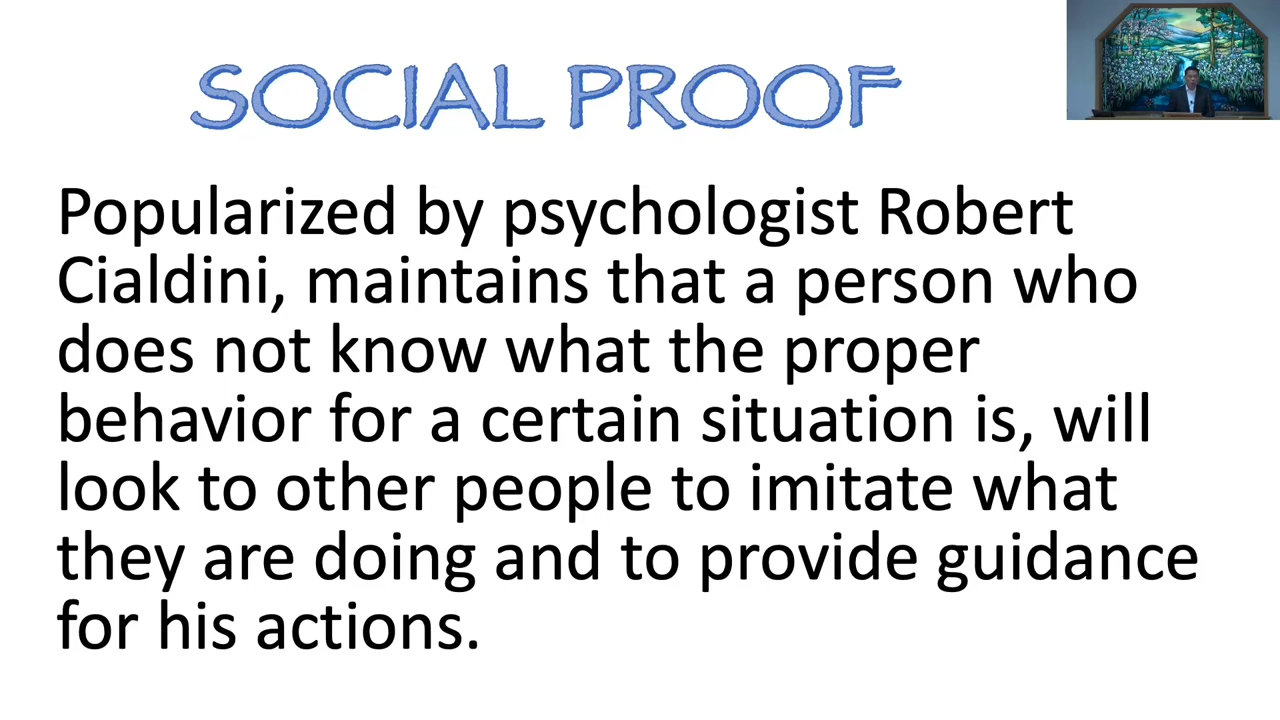 SOCIAL PROOF
Popularized by psychologist Robert
Cialdini, maintains that a person who
does not know what the proper
behavior for a certain situation is, will
look to other people to imitate what
they are doing and to provide guidance
for his actions.